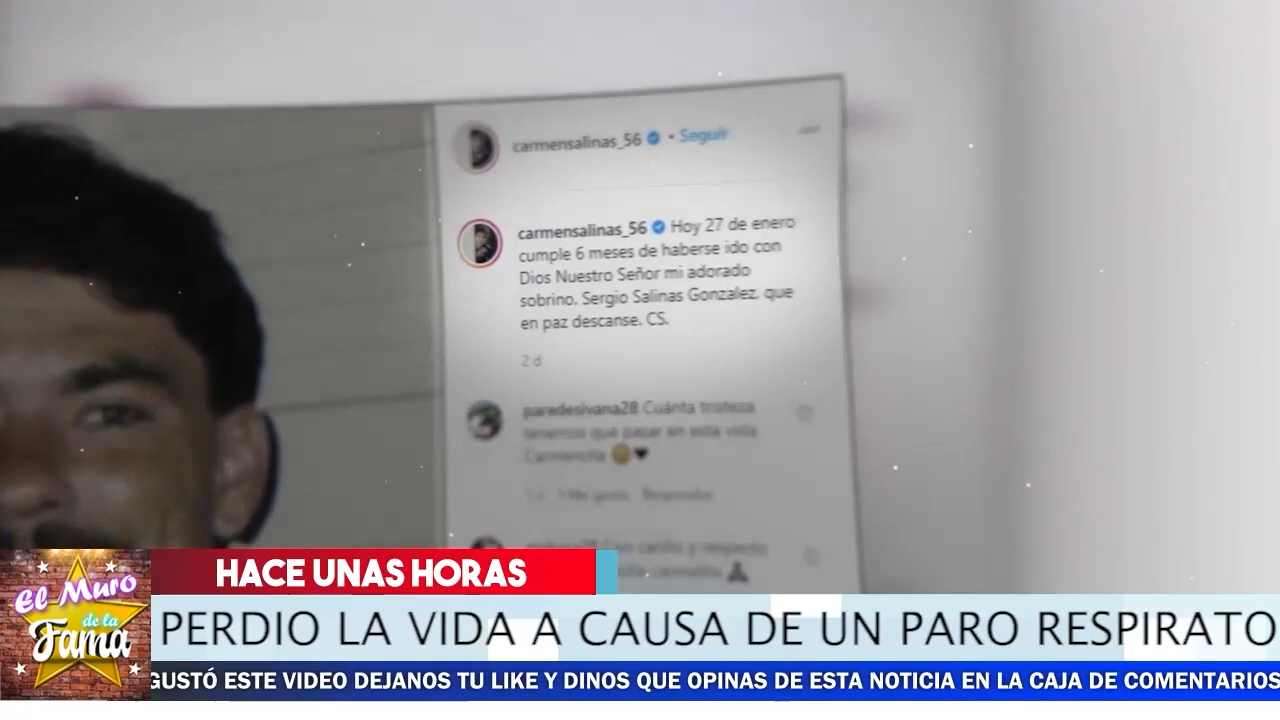 carmensalinas_56 • Seguir
carmensalinas_56 Hoy 27 de enero
cumple 6 meses de haberse ido con
Dios Nuestro Señor mi adorado
sobrino. Sergio Salinas Gonzalez. que
en paz descanse. CS.
2 d
paredesivana28 Cuánta tristeza
tenemos que pasar en esta vida
Carmencita
Me gusta Responder
Con cariño y respeto
HACE UNAS HORAS
El Muro
de la
Fama
PERDIO LA VIDA A CAUSA DE UN PARO RESPIRATO
GUSTÓ ESTE VIDEO DEJANOS TU LIKE Y DINOS QUE OPINAS DE ESTA NOTICIA EN LA CAJA DE COMENTARIOS